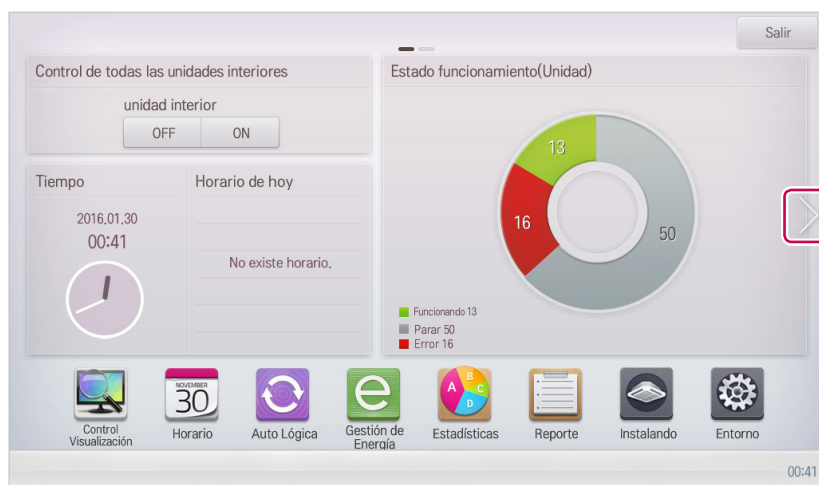 Salir
Control de todas las unidades interiores
unidad interior
OFF ON
Tiempo
2016.01.30
00:41
Horario de hoy
No existe horario.
Estado funcionamiento(Unidad)
13
16
50
Funcionando 13
Parar 50
Error 16
Control
Visualización
NOVEMBER
30
Horario
Auto Lógica
e
Gestión de
Energía
A B C D
Estadísticas
Reporte
Instalando
Entorno
00:41